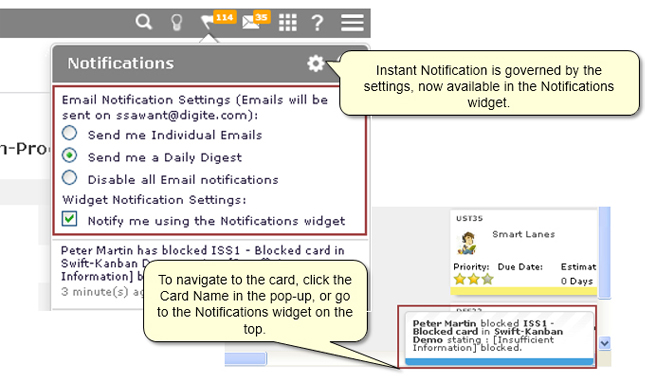 114
35
?
Notifications
Instant Notification is governed by the
settings, now available in the Notifications
widget.
n-Pro
Email Notification Settings (Emails will be
sent on ssawant@digite.com):
Send me Individual Emails
Send me a Daily Digest
Disable all Email notifications
Widget Notification Settings:
Notify me using the Notifications widget
Peter Martin has blocked ISS1 - Blocked card in
Swift-Kanban
Information]
3 minute(s)
To navigate to the card, click the
Card Name in the pop-up, or go
to the Notifications widget on the
top.
UST35
Smart Lanes
Priority: Due Date: Estimat
0 Days
Peter Martin blocked ISS1 -
Blocked card in Swift-Kanban
Demo stating : [Insufficient
Information] blocked.